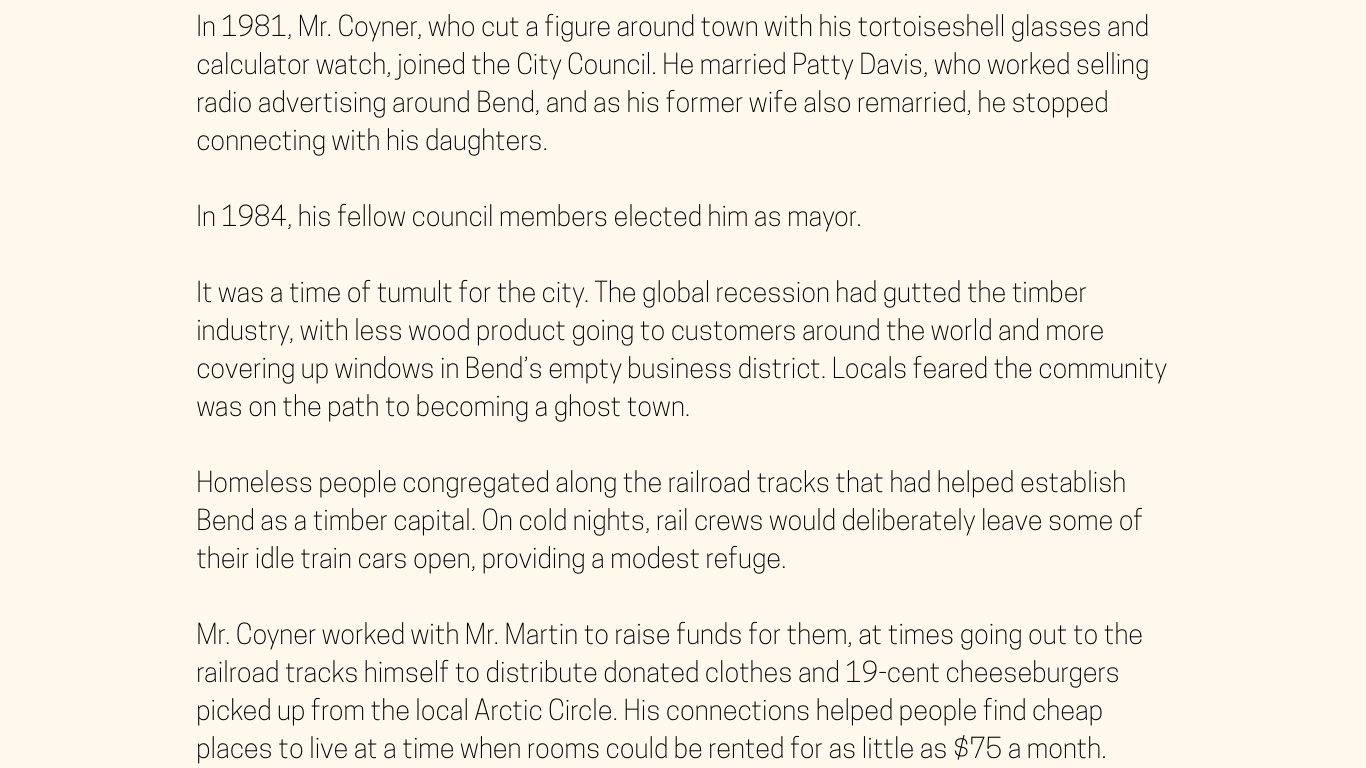 In 1981, Mr. Coyner, who cut a figure around town with his tortoiseshell glasses and
calculator watch, joined the City Council. He married Patty Davis, who worked selling
radio advertising around Bend, and as his former wife also remarried, he stopped
connecting with his daughters.
In 1984, his fellow council members elected him as mayor.
It was a time of tumult for the city. The global recession had gutted the timber
industry, with less wood product going to customers around the world and more
covering up windows in Bend’s empty business district. Locals feared the community
was on the path to becoming a ghost town.
Homeless people congregated along the railroad tracks that had helped establish
Bend as a timber capital. On cold nights, rail crews would deliberately leave some of
their idle train cars open, providing a modest refuge.
Mr. Coyner worked with Mr. Martin to raise funds for them, at times going out to the
railroad tracks himself to distribute donated clothes and 19-cent cheeseburgers
picked up from the local Arctic Circle. His connections helped people find cheap
places to live at a time when rooms could be rented for as little as $75 a month.